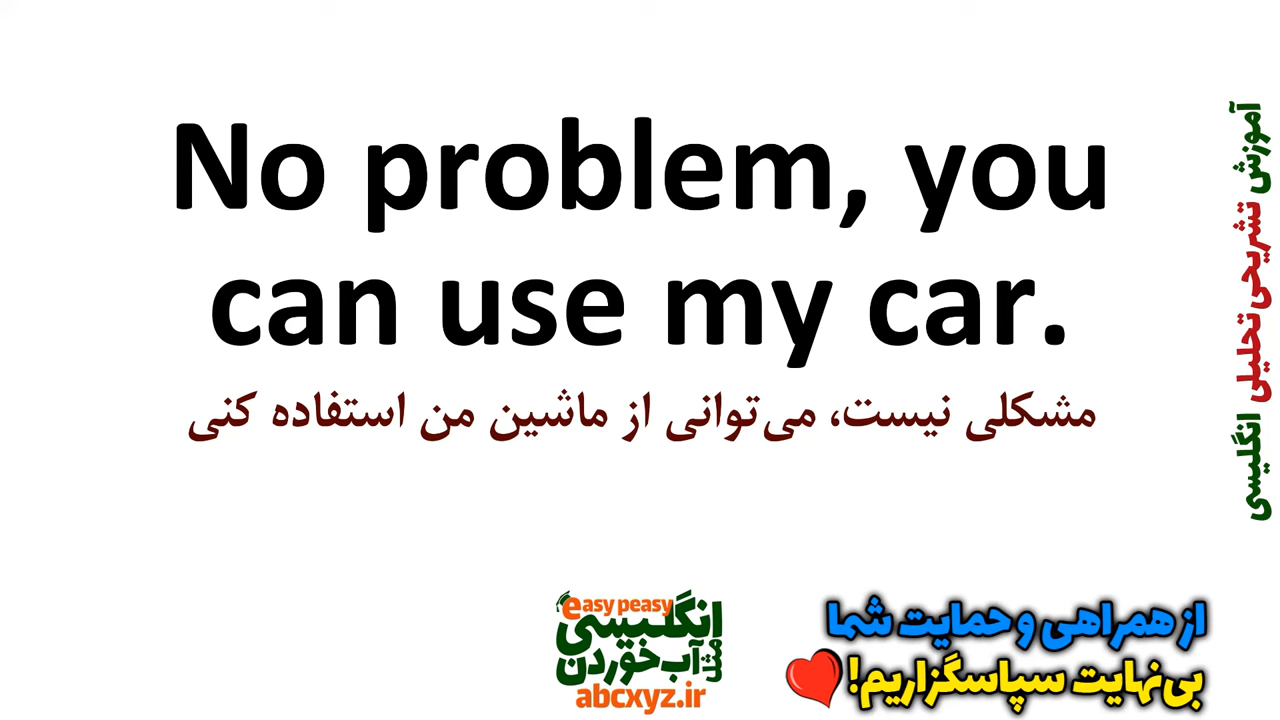 No problem, you
can use my car.
مشکلی نیست، می‌توانی از ماشین من استفاده کنی
آموزش تشریحی تحلیلی انگلیسی
easy peasy
انگلیسی
مثل آب خوردن
abcxyz.ir
از همراهی و حمایت شما
بی‌نهایت سپاسگزاریم!